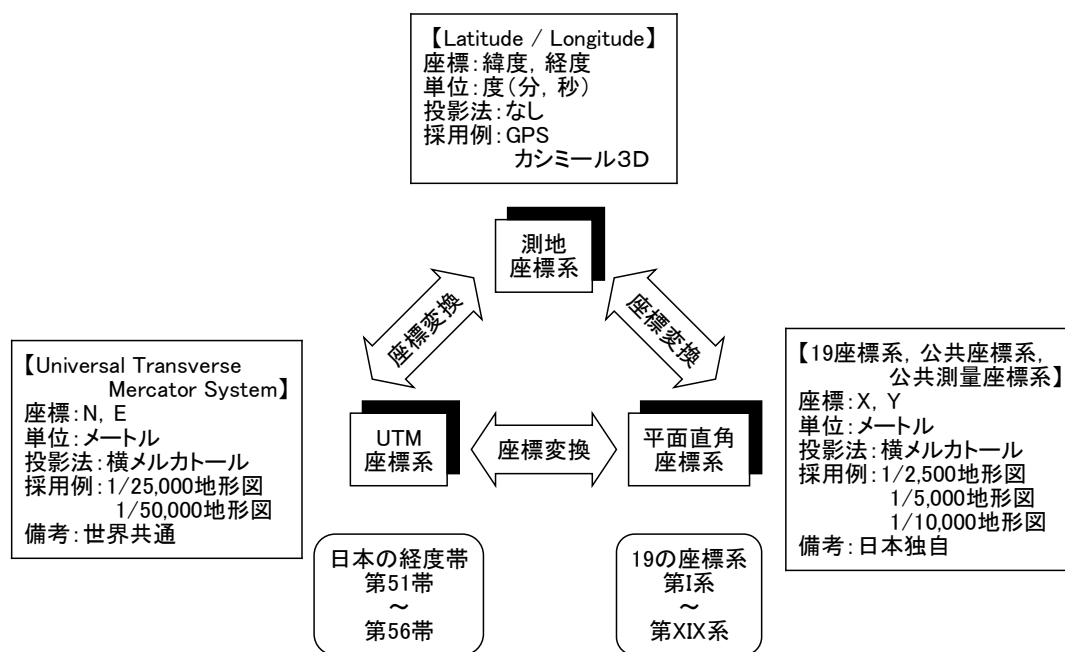 【Latitude / Longitude】
座標：緯度，経度
単位：度（分，秒）
投影法：なし
採用例：GPS
カシミール３D
測地
座標系
座標変換
座標変換
【Universal Transverse
Mercator System】
座標：N, E
単位：メートル
投影法：横メルカトール
採用例：1/25,000地形図
1/50,000地形図
備考：世界共通
UTM
座標系
座標変換
平面直角
座標系
【19座標系，公共座標系，
公共測量座標系】
座標：X, Y
単位：メートル
投影法：横メルカトール
採用例：1/2,500地形図
1/5,000地形図
1/10,000地形図
備考：日本独自
日本の経度帯
第51帯
～
第56帯
19の座標系
第I系
～
第XIX系